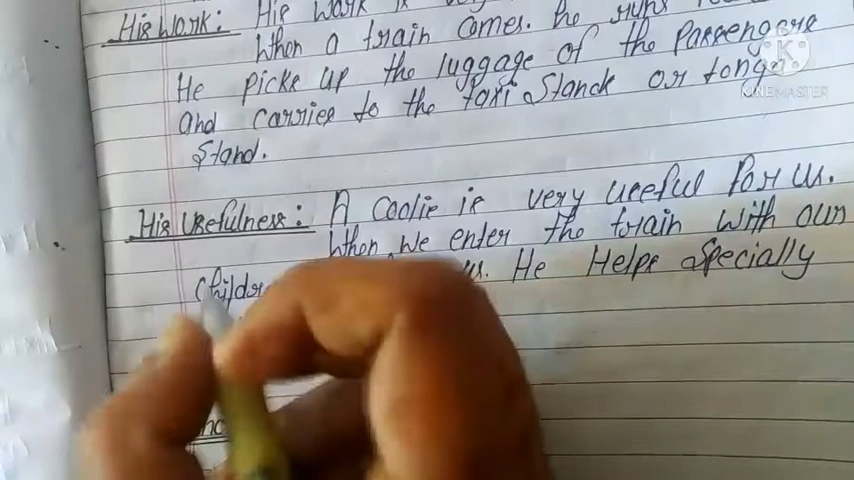 His Work: His Work is
When a train comes. he runs
He picks up the luggage of the Passengers
and carries to the taxi Stand or tonga
Stand.
His Usefulness: A Coolie is very useful for us.
When we enter the train with our
us. He Helps Specially
KINEMASTER